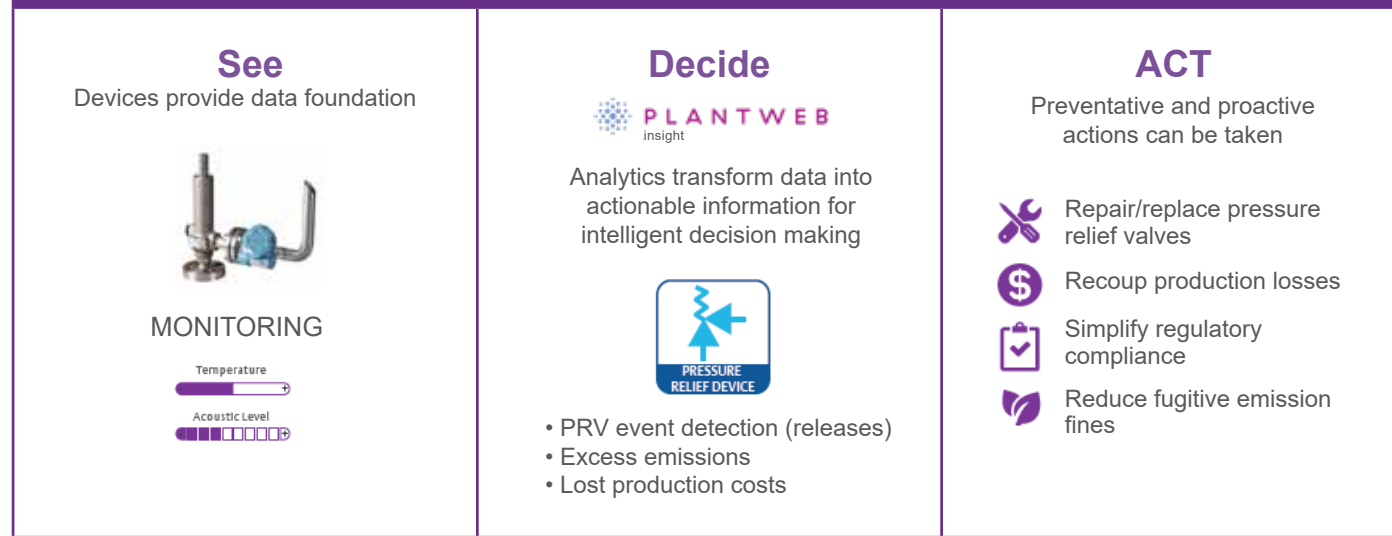 See
Devices provide data foundation
MONITORING
Temperature
+
Acoustic Level
+
Decide
PLANTWEB
insight
Analytics transform data into
actionable information for
intelligent decision making
PRESSURE
RELIEF DEVICE
• PRV event detection (releases)
• Excess emissions
• Lost production costs
ACT
Preventative and proactive
actions can be taken
Repair/replace pressure
relief valves
$
Recoup production losses
Simplify regulatory
compliance
Reduce fugitive emission
fines